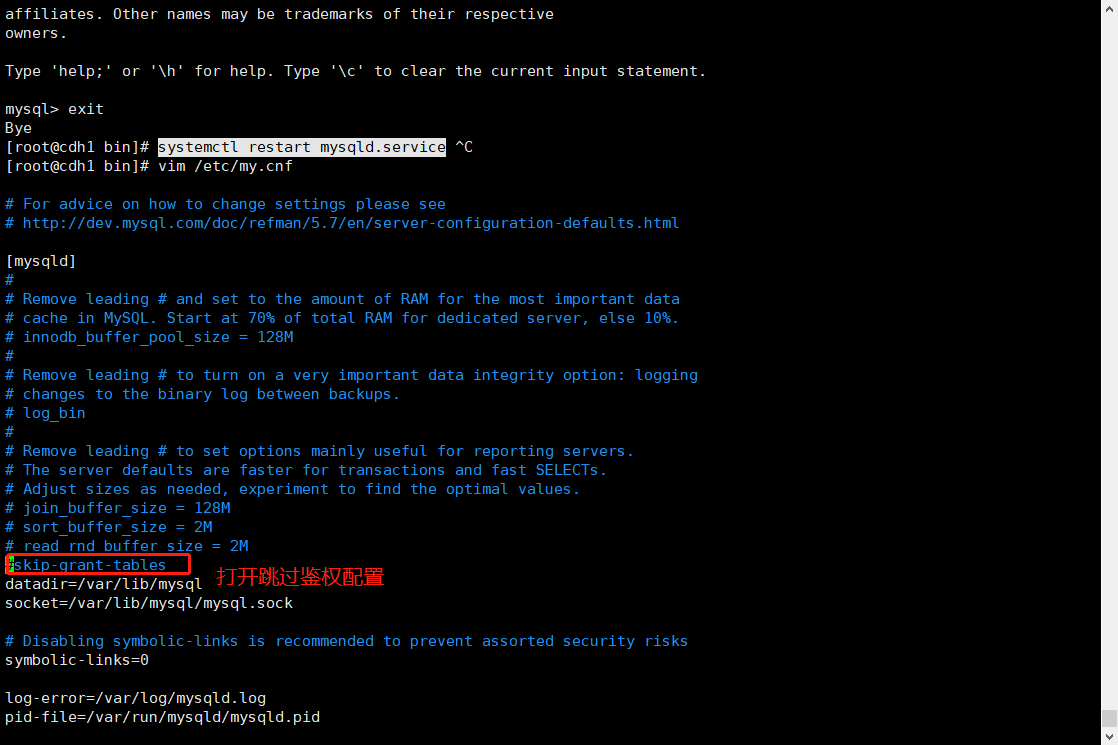 affiliates. Other names may be trademarks of their respective
owners.
Type 'help;' or '\h' for help. Type '\c' to clear the current input statement.
mysql> exit
Bye
[root@cdh1 bin]# systemctl restart mysqld.service ^C
[root@cdh1 bin]# vim /etc/my.cnf
# For advice on how to change settings please see
# http://dev.mysql.com/doc/refman/5.7/en/server-configuration-defaults.html
[mysqld]
#
# Remove leading # and set to the amount of RAM for the most important data
# cache in MySQL. Start at 70% of total RAM for dedicated server, else 10%.
# innodb_buffer_pool_size = 128M
#
# Remove leading # to turn on a very important data integrity option: logging
# changes to the binary log between backups.
# log_bin
#
# Remove leading # to set options mainly useful for reporting servers.
# The server defaults are faster for transactions and fast SELECTs.
# Adjust sizes as needed, experiment to find the optimal values.
# join_buffer_size = 128M
# sort_buffer_size = 2M
# read_rnd_buffer_size = 2M
#skip-grant-tables
打开跳过鉴权配置
datadir=/var/lib/mysql
socket=/var/lib/mysql/mysql.sock
# Disabling symbolic-links is recommended to prevent assorted security risks
symbolic-links=0
log-error=/var/log/mysqld.log
pid-file=/var/run/mysqld/mysqld.pid